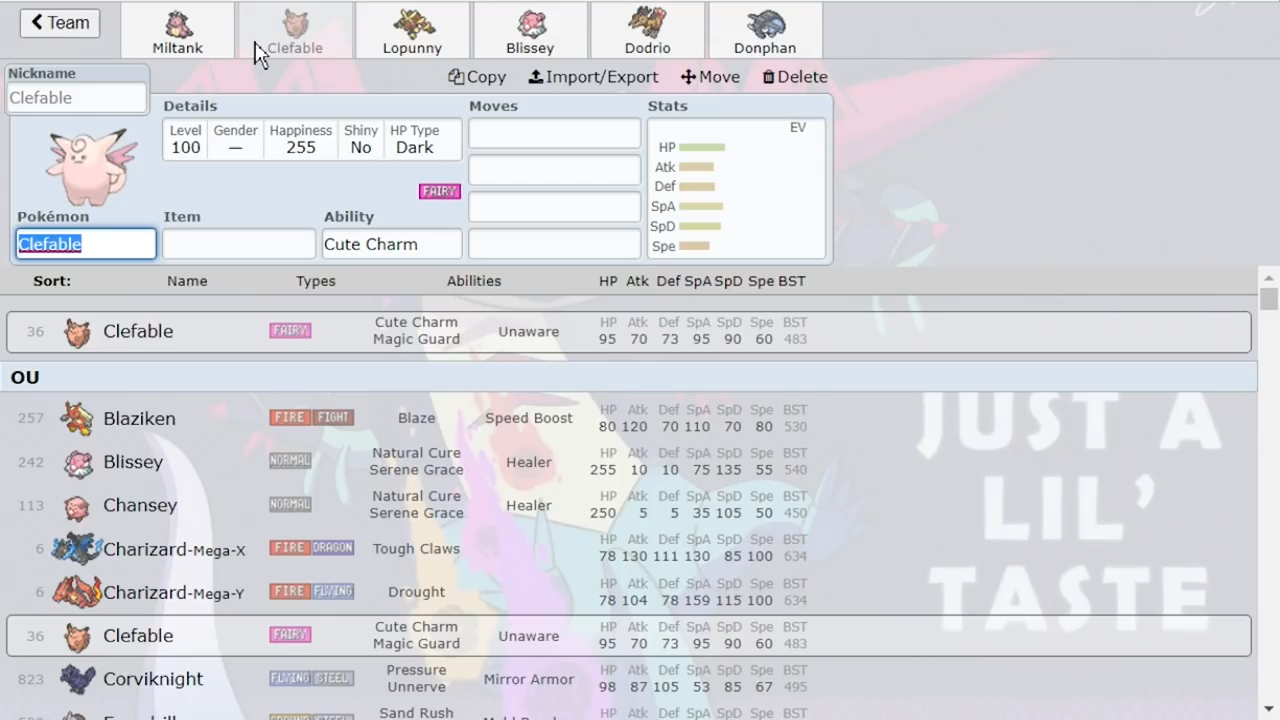 Team
Miltank
Clefable
Lopunny
Blissey
Dodrio
Donphan
Nickname
Clefable
Copy Import/Export Move Delete
Details
Level Gender Happiness Shiny HP Type
100 — 255 No Dark
FAIRY
Pokémon Item Ability
Clefable Cute Charm
Moves
Stats
EV
HP
Atk
Def
SpA
SpD
Spe
Sort: Name Types Abilities HP Atk Def SpA SpD Spe BST
36 Clefable FAIRY Cute Charm Magic Guard Unaware HP 95 Atk 70 Def 73 SpA 95 SpD 90 Spe 60 BST 483
OU
257 Blaziken FIRE FIGHT Blaze Speed Boost HP 80 Atk 120 Def 70 SpA 110 SpD 70 Spe 80 BST 530
242 Blissey NORMAL Natural Cure Serene Grace Healer HP 255 Atk 10 Def 10 SpA 75 SpD 135 Spe 55 BST 540
113 Chansey NORMAL Natural Cure Serene Grace Healer HP 250 Atk 5 Def 5 SpA 35 SpD 105 Spe 50 BST 450
6 Charizard-Mega-X FIRE DRAGON Tough Claws HP 78 Atk 130 Def 111 SpA 130 SpD 85 Spe 100 BST 634
6 Charizard-Mega-Y FIRE FLYING Drought HP 78 Atk 104 Def 78 SpA 159 SpD 115 Spe 100 BST 634
36 Clefable FAIRY Cute Charm Magic Guard Unaware HP 95 Atk 70 Def 73 SpA 95 SpD 90 Spe 60 BST 483
823 Corviknight FLYING STEEL Pressure Unnerve Mirror Armor HP 98 Atk 87 Def 105 SpA 53 SpD 85 Spe 67 BST 495
Sand Rush HP Atk Def SpA SpD Spe BST
JUST A
LIL'
TASTE